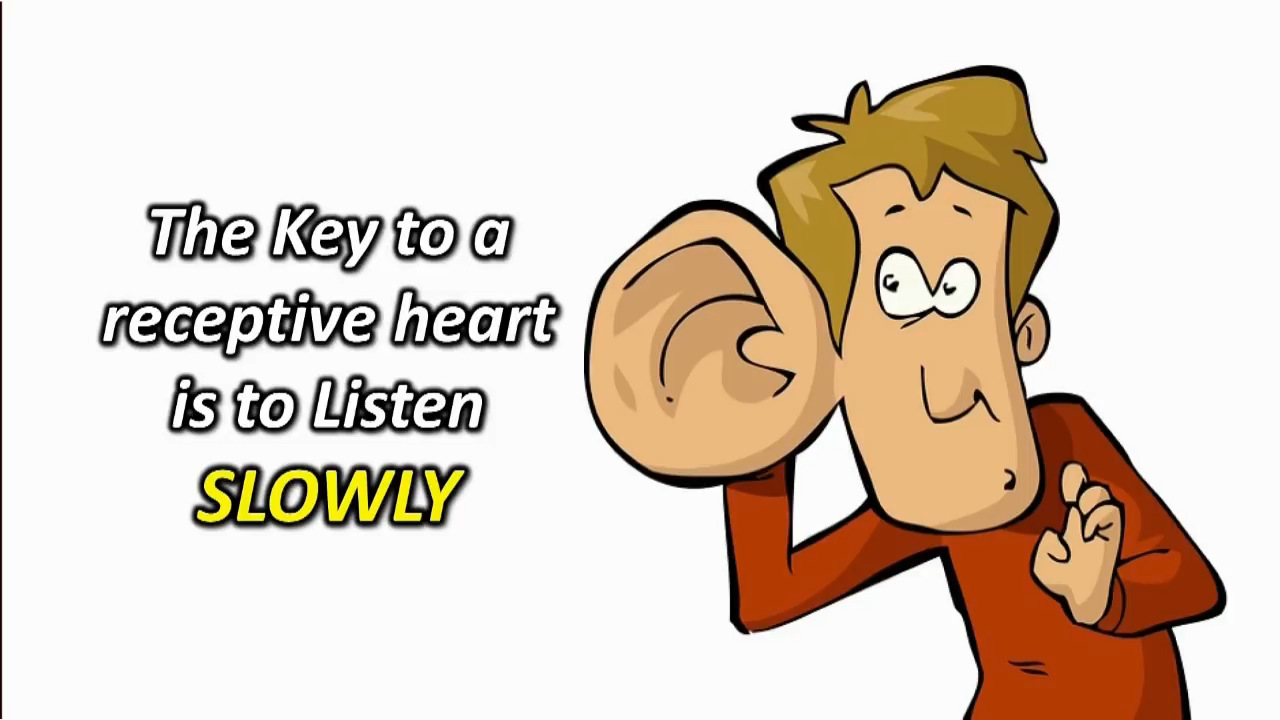 The Key to a
receptive heart
is to Listen
SLOWLY